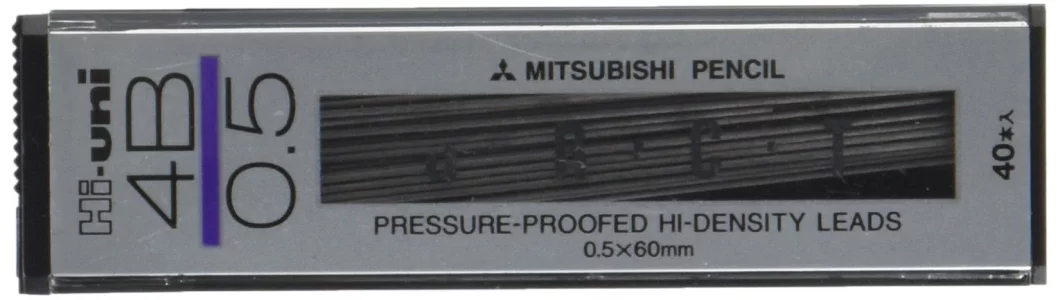 Hi-uni
4B
0.5
MITSUBISHI PENCIL
B・C・T
PRESSURE-PROOFED HI-DENSITY LEADS
0.5×60mm
40本入